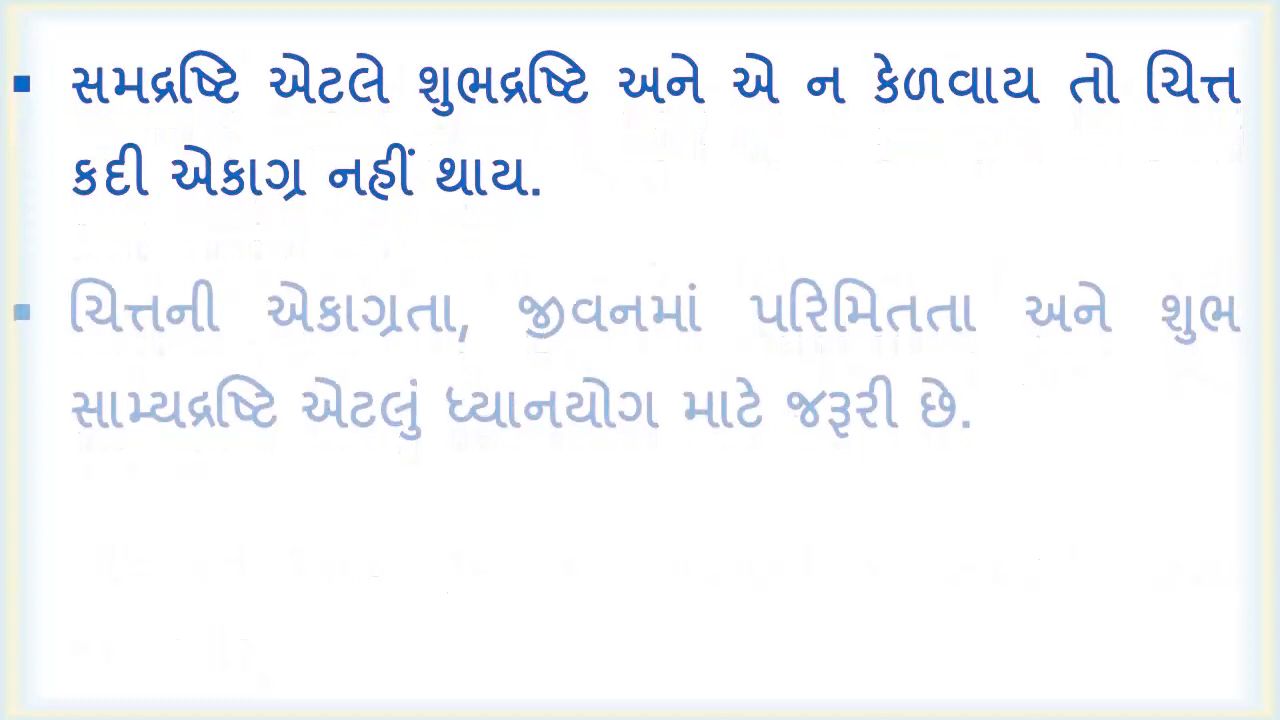 ▪ સમદ્રષ્ટિ એટલે શુભદ્રષ્ટિ અને એ ન કેળવાય તો ચિત્ત
કદી એકાગ્ર નહીં થાય.
▪ ચિત્તની એકાગ્રતા, જીવનમાં પરિમિતતા અને શુભ
સામ્યદ્રષ્ટિ એટલું ધ્યાનયોગ માટે જરૂરી છે.